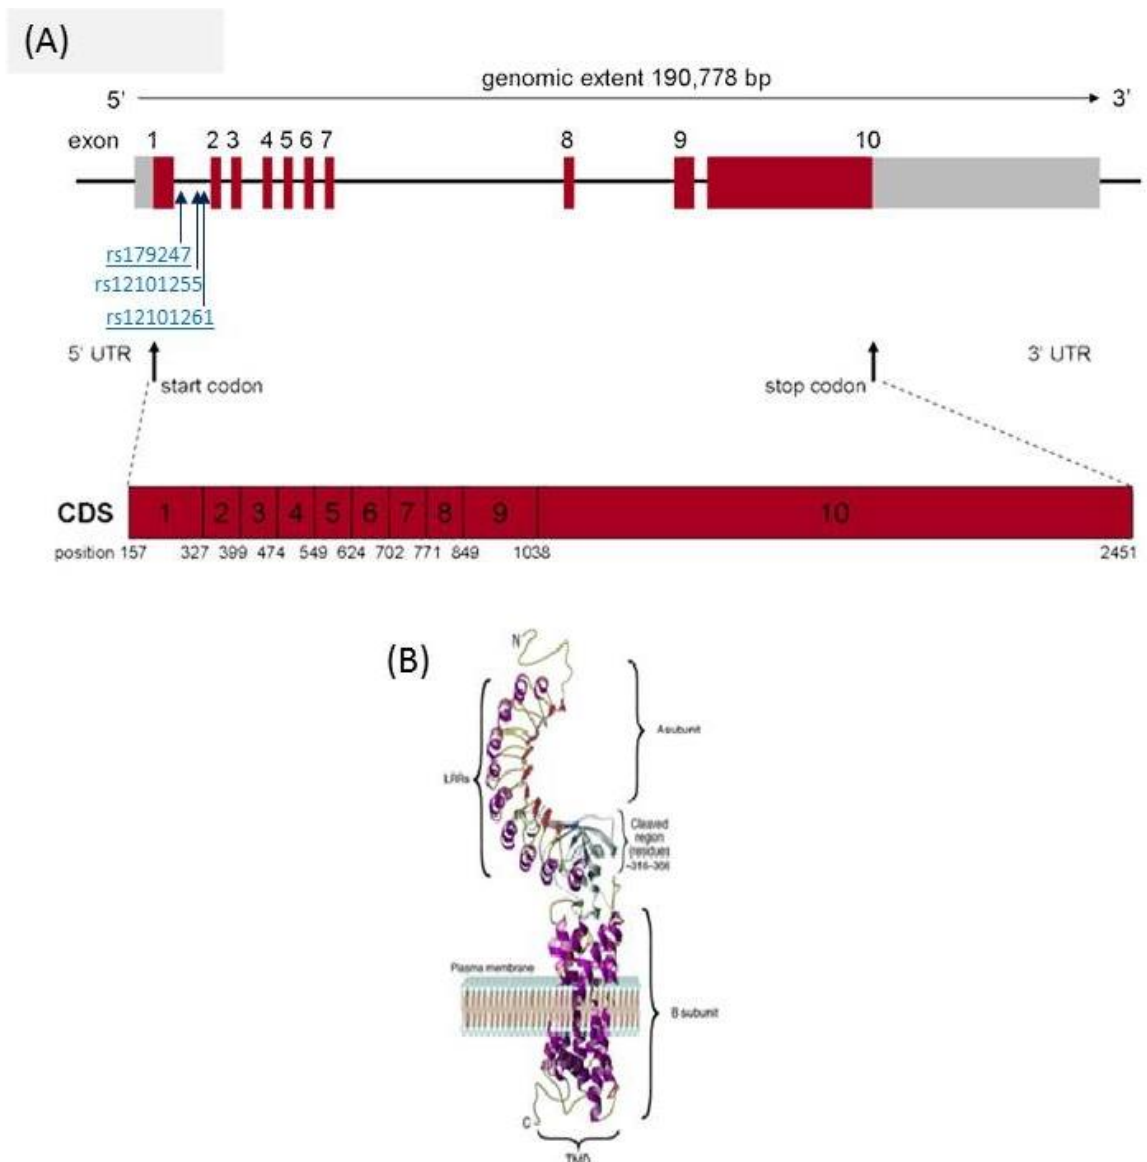 (A)
genomic extent 190,778 bp
5' 3'
exon 1 2 3 4 5 6 7 8 9 10
rs179247
rs12101255
rs12101261
5' UTR 3' UTR
start codon stop codon
CDS 1 2 3 4 5 6 7 8 9 10
position 157 327 399 474 549 624 702 771 849 1038 2451
(B)
N
A subunit
LRRs
Cleaved
region
(residues
~316–366
Plasma membrane
B subunit
C
TMD